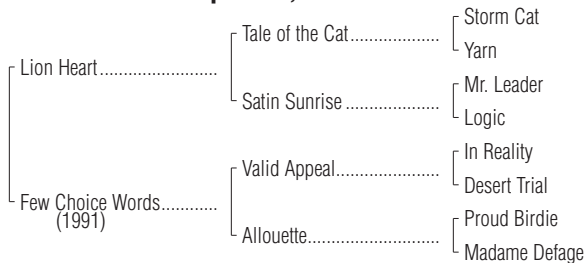 Storm Cat
Tale of the Cat....................
Yarn
Lion Heart.........................
Mr. Leader
Satin Sunrise.....................
Logic
In Reality
Valid Appeal.......................
Desert Trial
Few Choice Words............
(1991)
Proud Birdie
Allouette.............................
Madame Defage